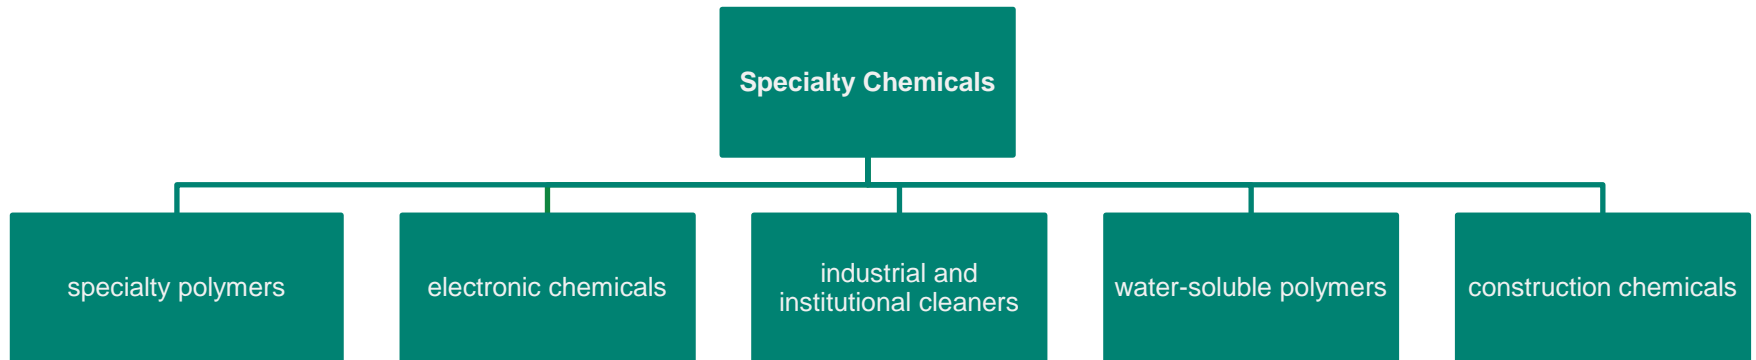 Specialty Chemicals
specialty polymers
electronic chemicals
industrial and
institutional cleaners
water-soluble polymers
construction chemicals